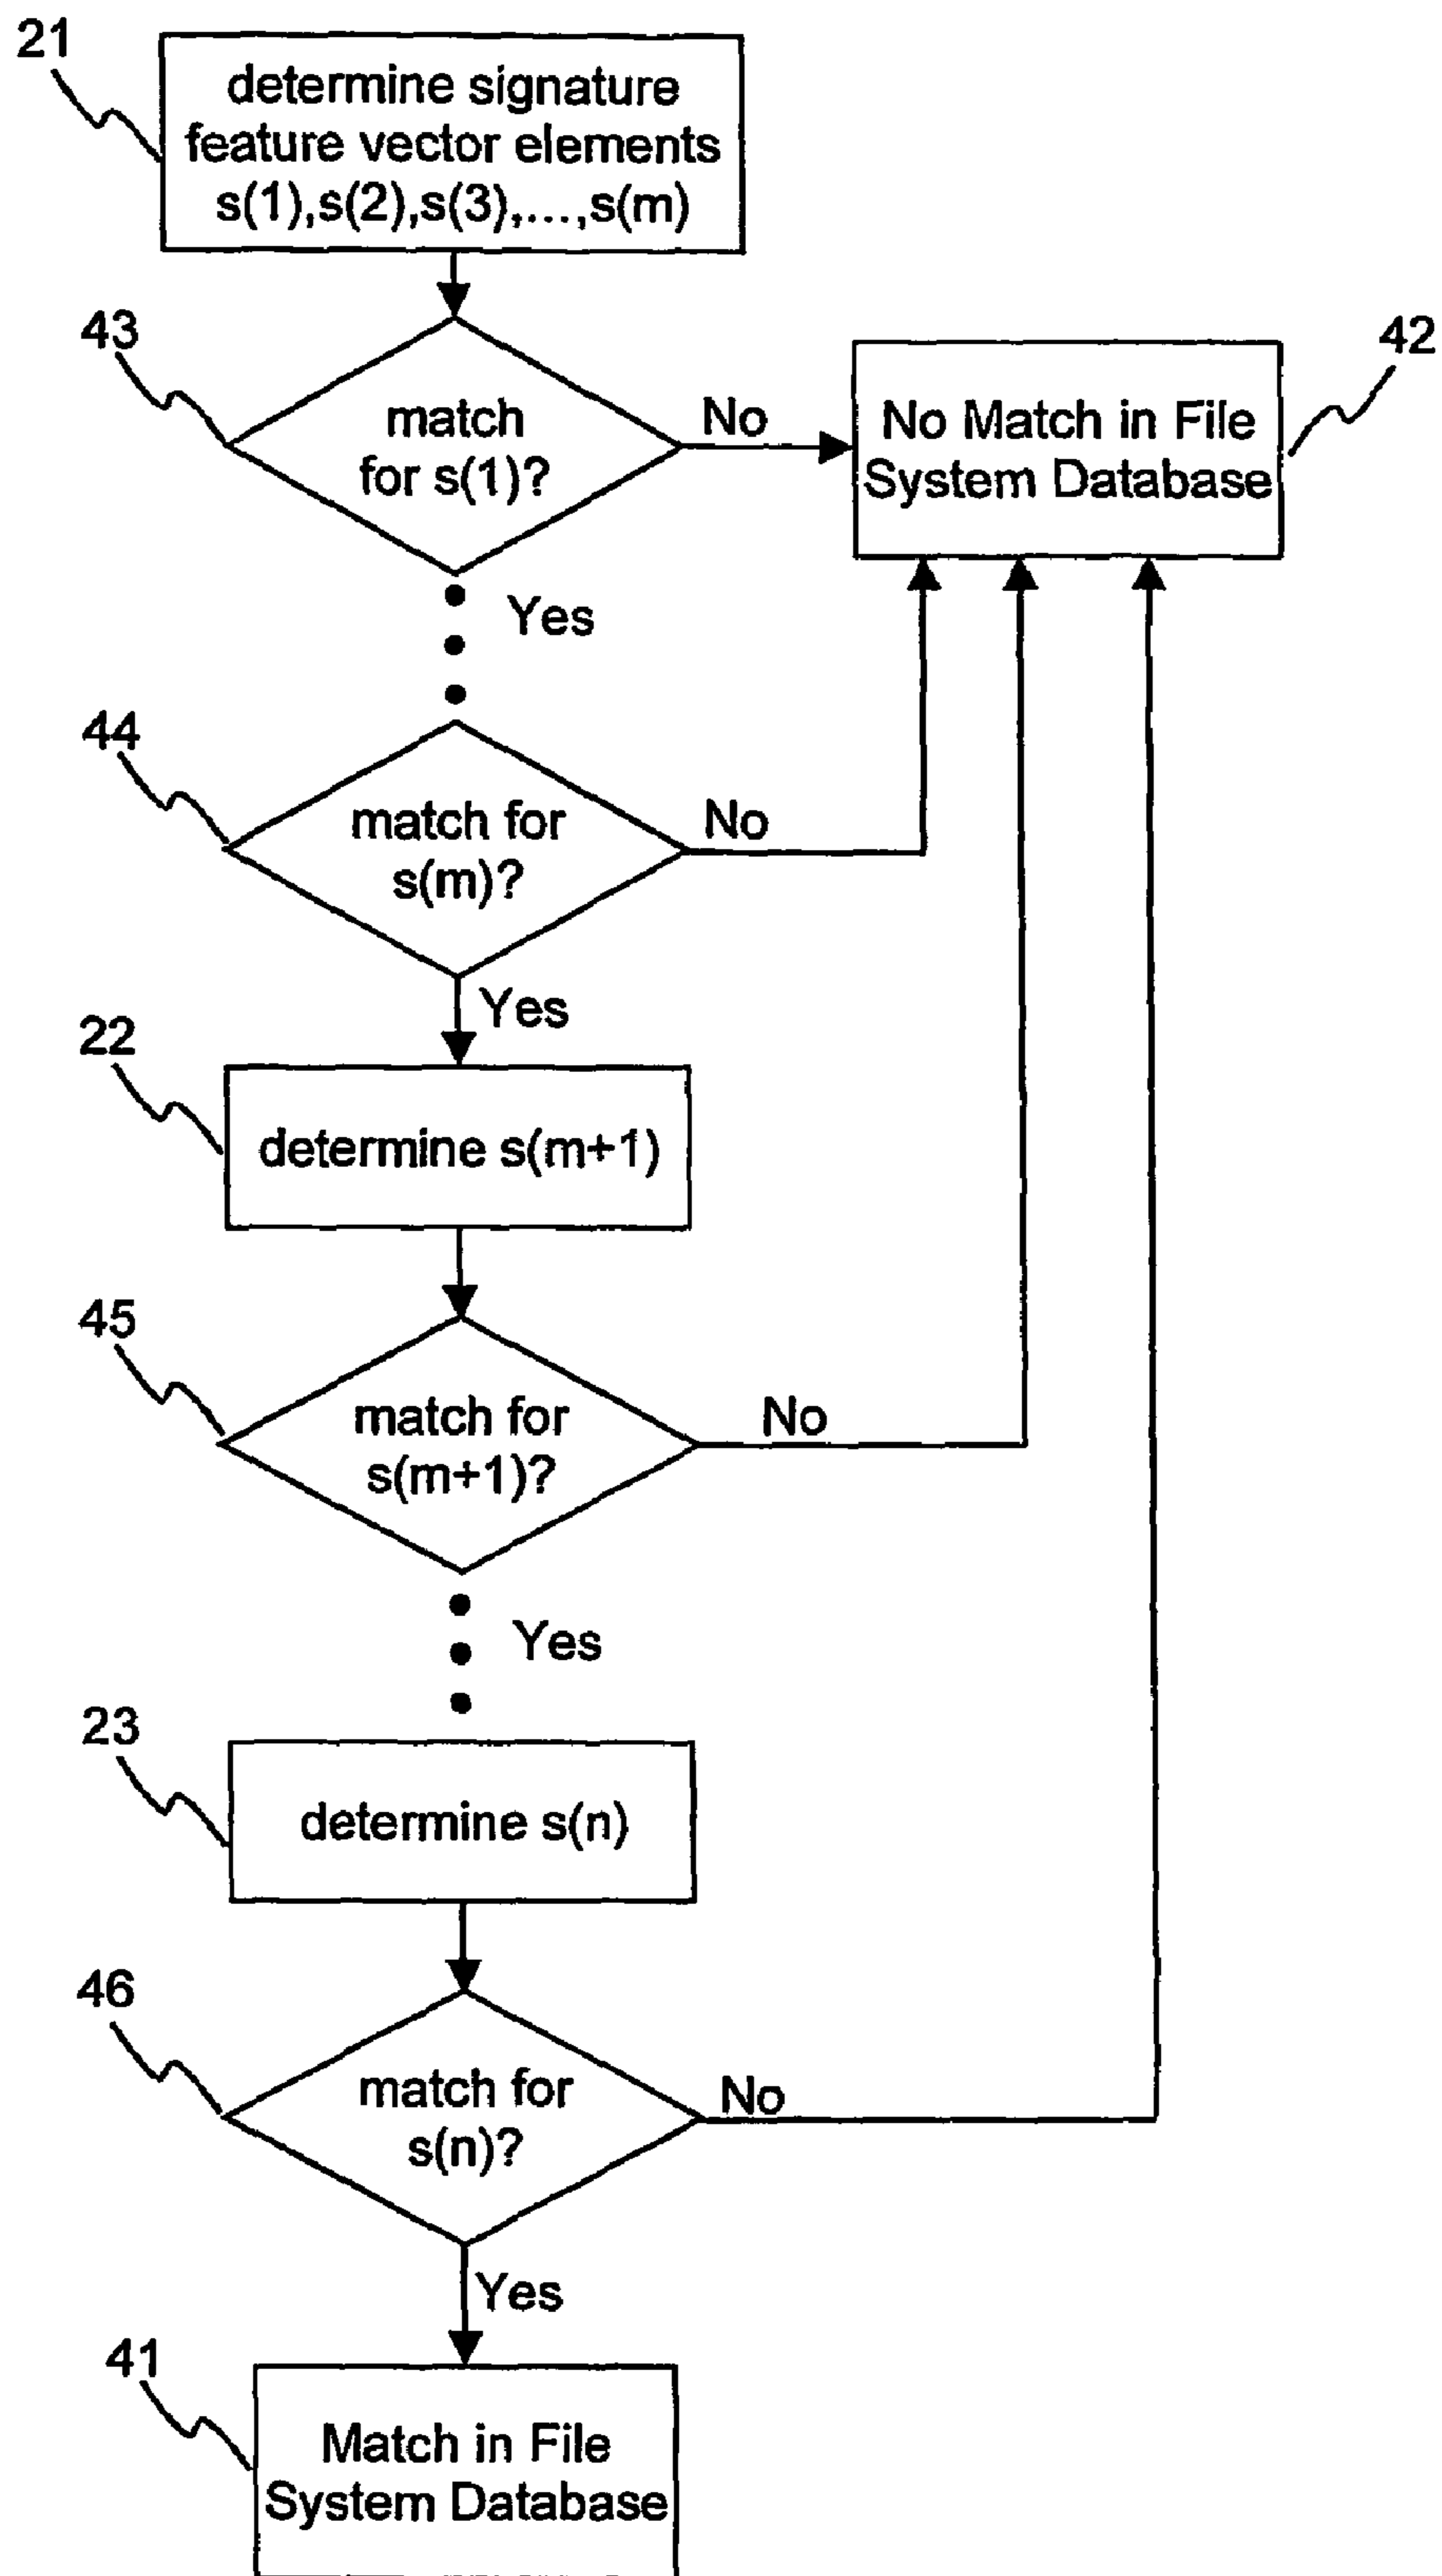 21
determine signature
feature vector elements
s(1),s(2),s(3),....,s(m)
43
match
for s(1)?
No
No Match in File
System Database
42
Yes
44
match for
s(m)?
No
Yes
22
determine s(m+1)
45
match for
s(m+1)?
No
Yes
23
determine s(n)
46
match for
s(n)?
No
Yes
41
Match in File
System Database